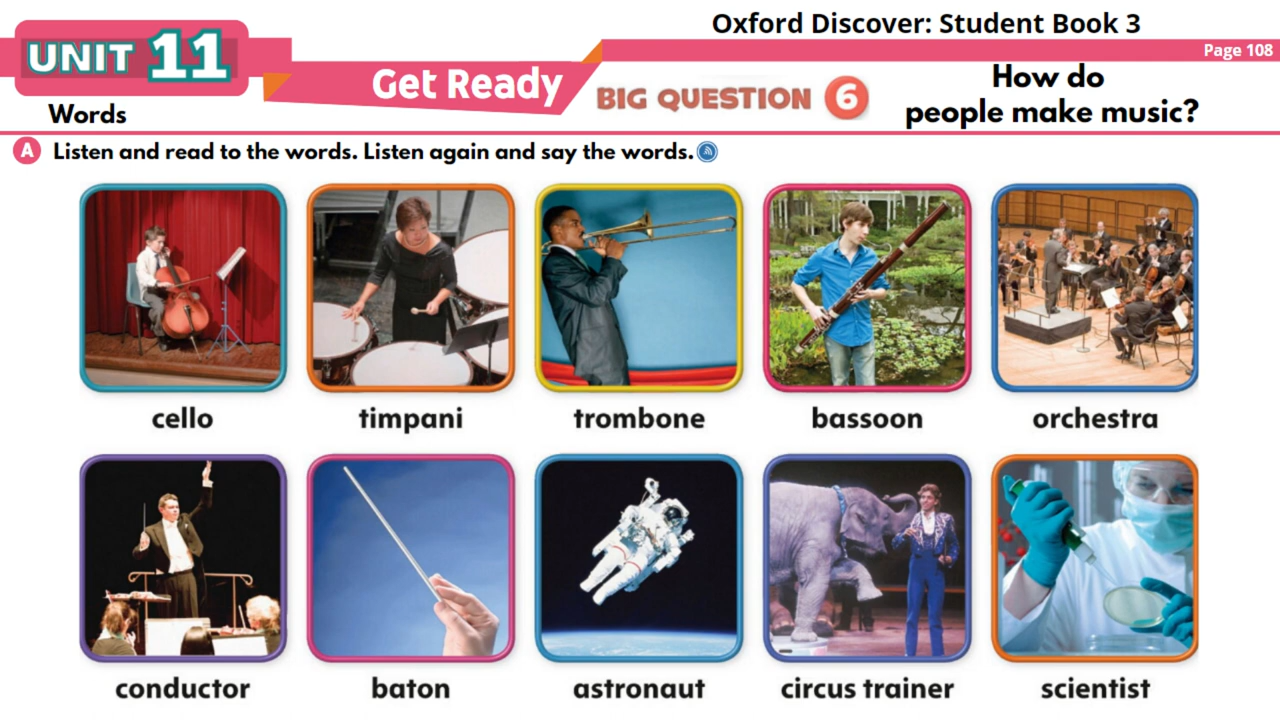 Oxford Discover: Student Book 3
UNIT 11
Page 108
Get Ready
BIG QUESTION 6
How do
people make music?
Words
A Listen and read to the words. Listen again and say the words.
cello timpani trombone bassoon orchestra
conductor baton astronaut circus trainer scientist